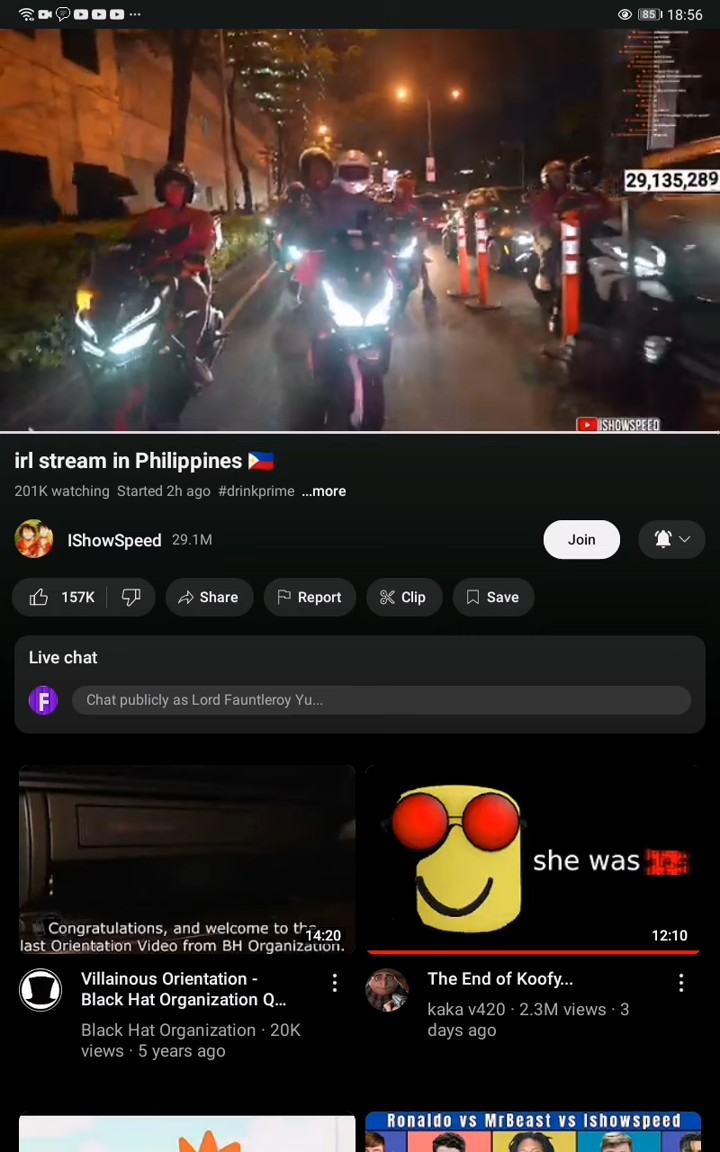 85 18:56
29,135,289
ISHOWSPEED
irl stream in Philippines 🇵🇭
201K watching Started 2h ago #drinkprime ...more
IShowSpeed 29.1M
Join
157K
Share
Report
Clip
Save
Live chat
F
Chat publicly as Lord Fauntleroy Yu...
Congratulations, and welcome to the
last Orientation Video from BH Organization.
14:20
she was
12:10
Villainous Orientation -
Black Hat Organization Q...
Black Hat Organization · 20K
views · 5 years ago
The End of Koofy...
kaka v420 · 2.3M views · 3
days ago
Ronaldo vs MrBeast vs Ishowspeed